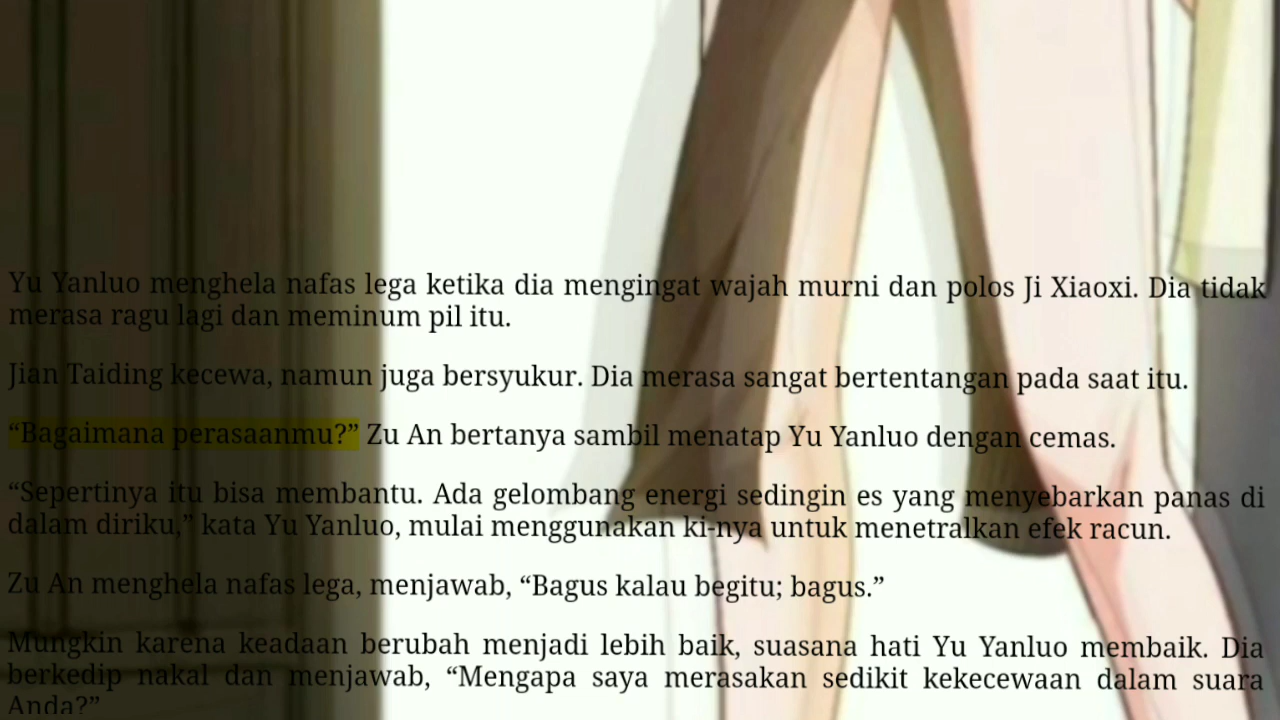 Yu Yanluo menghela nafas lega ketika dia mengingat wajah murni dan polos Ji Xiaoxi. Dia tidak
merasa ragu lagi dan meminum pil itu.
Jian Taiding kecewa, namun juga bersyukur. Dia merasa sangat bertentangan pada saat itu.
“Bagaimana perasaanmu?” Zu An bertanya sambil menatap Yu Yanluo dengan cemas.
“Sepertinya itu bisa membantu. Ada gelombang energi sedingin es yang menyebarkan panas di
dalam diriku,” kata Yu Yanluo, mulai menggunakan ki-nya untuk menetralkan efek racun.
Zu An menghela nafas lega, menjawab, “Bagus kalau begitu; bagus.”
Mungkin karena keadaan berubah menjadi lebih baik, suasana hati Yu Yanluo membaik. Dia
berkedip nakal dan menjawab, “Mengapa saya merasakan sedikit kekecewaan dalam suara
Anda?”